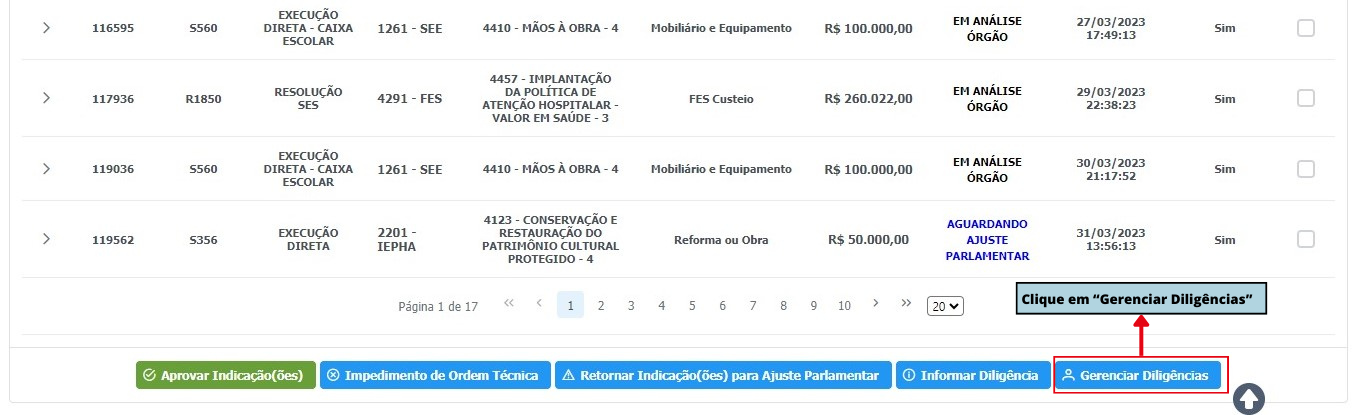 116595 S560 EXECUÇÃO DIRETA - CAIXA ESCOLAR 1261 - SEE 4410 - MÃOS À OBRA - 4 Mobiliário e Equipamento R$ 100.000,00 EM ANÁLISE ÓRGÃO 27/03/2023 17:49:13 Sim
117936 R1850 RESOLUÇÃO SES 4291 - FES 4457 - IMPLANTAÇÃO DA POLÍTICA DE ATENÇÃO HOSPITALAR - VALOR EM SAÚDE - 3 FES Custeio R$ 260.022,00 EM ANÁLISE ÓRGÃO 29/03/2023 22:38:23 Sim
119036 S560 EXECUÇÃO DIRETA - CAIXA ESCOLAR 1261 - SEE 4410 - MÃOS À OBRA - 4 Mobiliário e Equipamento R$ 100.000,00 EM ANÁLISE ÓRGÃO 30/03/2023 21:17:52 Sim
119562 S356 EXECUÇÃO DIRETA 2201 - IEPHA 4123 - CONSERVAÇÃO E RESTAURAÇÃO DO PATRIMÔNIO CULTURAL PROTEGIDO - 4 Reforma ou Obra R$ 50.000,00 AGUARDANDO AJUSTE PARLAMENTAR 31/03/2023 13:56:13 Sim
Página 1 de 17 « ‹ 1 2 3 4 5 6 7 8 9 10 › » 20
Clique em “Gerenciar Diligências”
Aprovar Indicação(ões) Impedimento de Ordem Técnica Retornar Indicação(ões) para Ajuste Parlamentar Informar Diligência Gerenciar Diligências